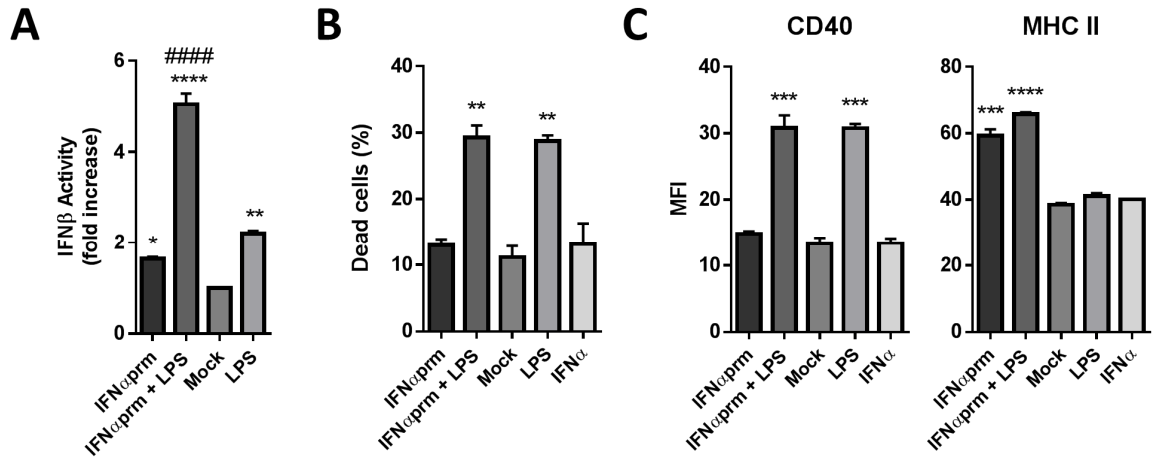 A
IFNβ Activity
(fold increase)
6
4
2
0
####
****
*
**
IFNαprm
IFNαprm + LPS
Mock
LPS
B
Dead cells (%)
40
30
20
10
0
**
**
IFNαprm
IFNαprm + LPS
Mock
LPS
IFNα
C
CD40
MFI
40
30
20
10
0
***
***
IFNαprm
IFNαprm + LPS
Mock
LPS
IFNα
MHC II
80
60
40
20
0
***
****
IFNαprm
IFNαprm + LPS
Mock
LPS
IFNα